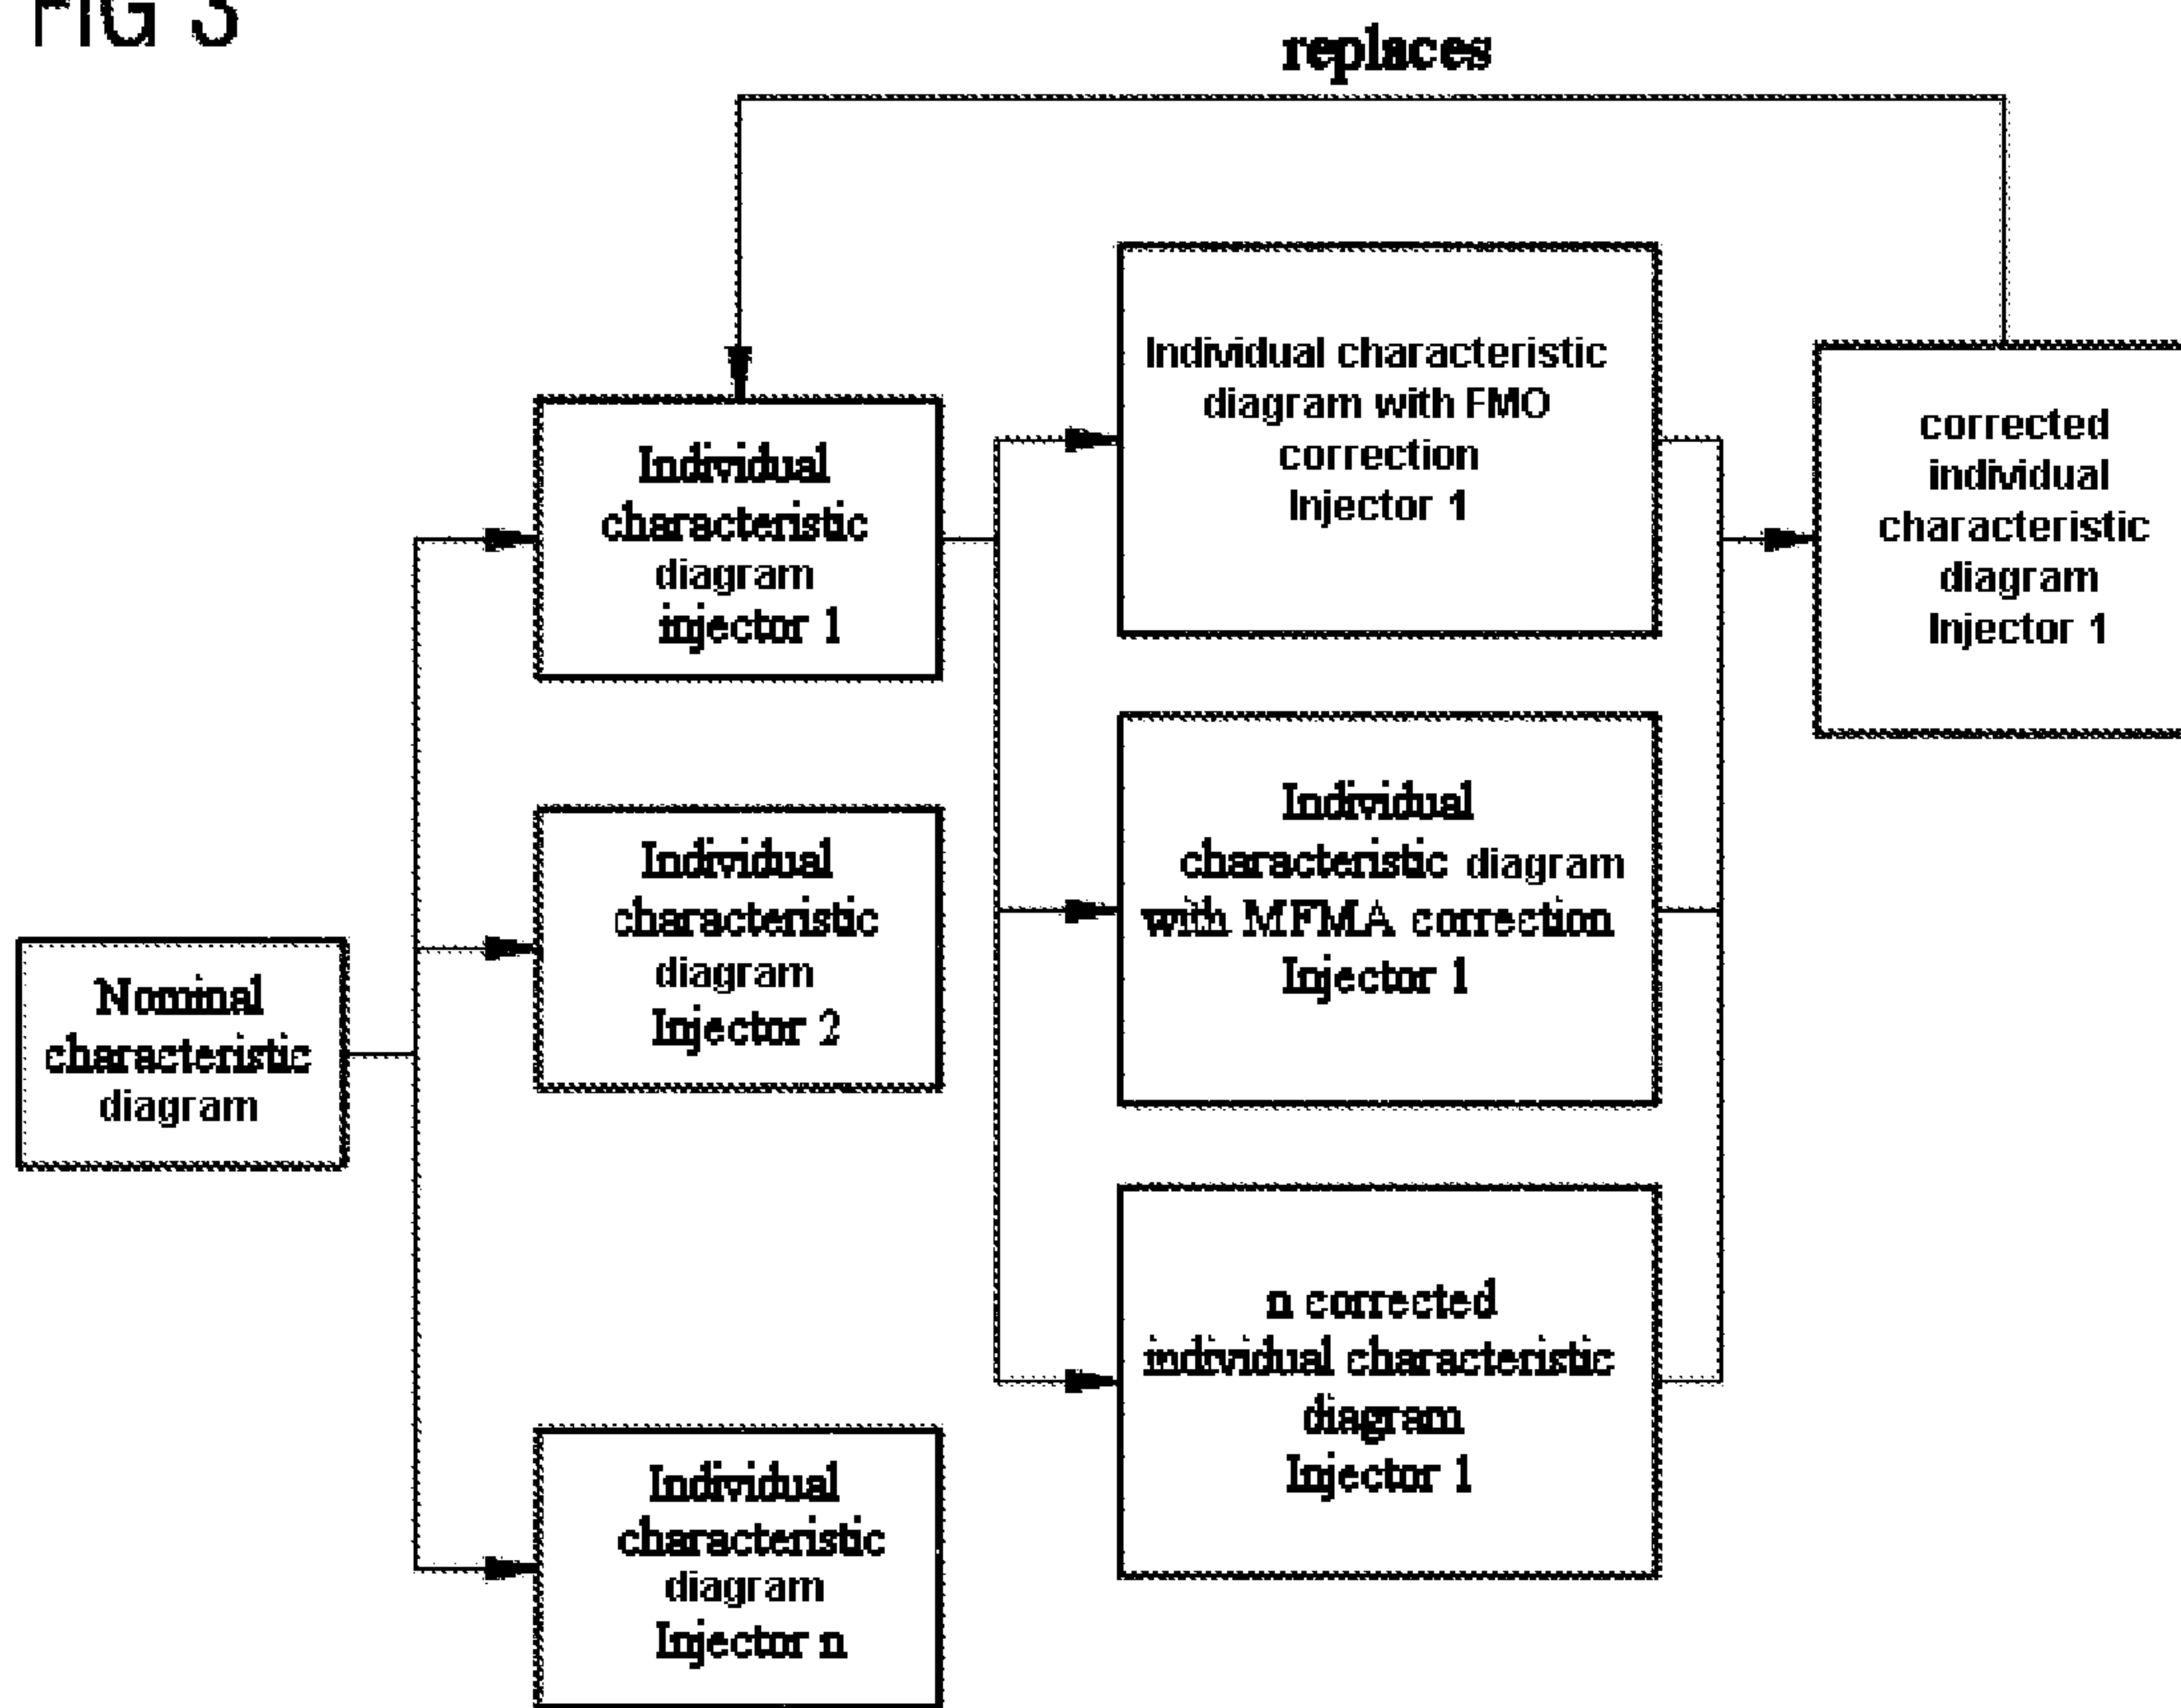 FIG 3
replaces
Individual characteristic
diagram with FMO
correction
Injector 1
corrected
individual
characteristic
diagram
Injector 1
Individual
characteristic
diagram
injector 1
Individual
characteristic diagram
with MFMA correction
Injector 1
Individual
characteristic
diagram
Injector 2
Nominal
characteristic
diagram
n corrected
individual characteristic
diagram
Injector 1
Individual
characteristic
diagram
Injector n